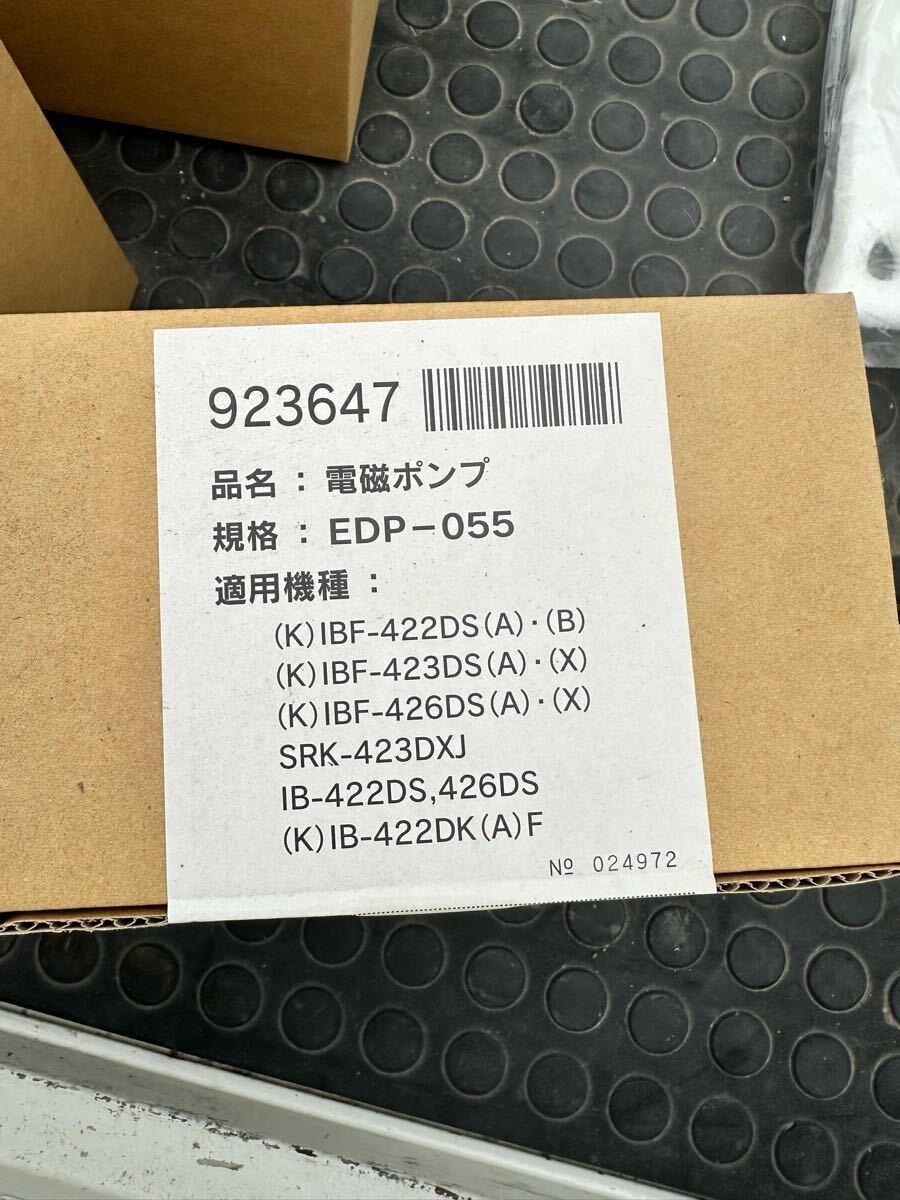 923647
品名 : 電磁ポンプ
規格 : EDP-055
適用機種 :
(K)IBF-422DS(A)・(B)
(K)IBF-423DS(A)・(X)
(K)IBF-426DS(A)・(X)
SRK-423DXJ
IB-422DS,426DS
(K)IB-422DK(A)F
№ 024972